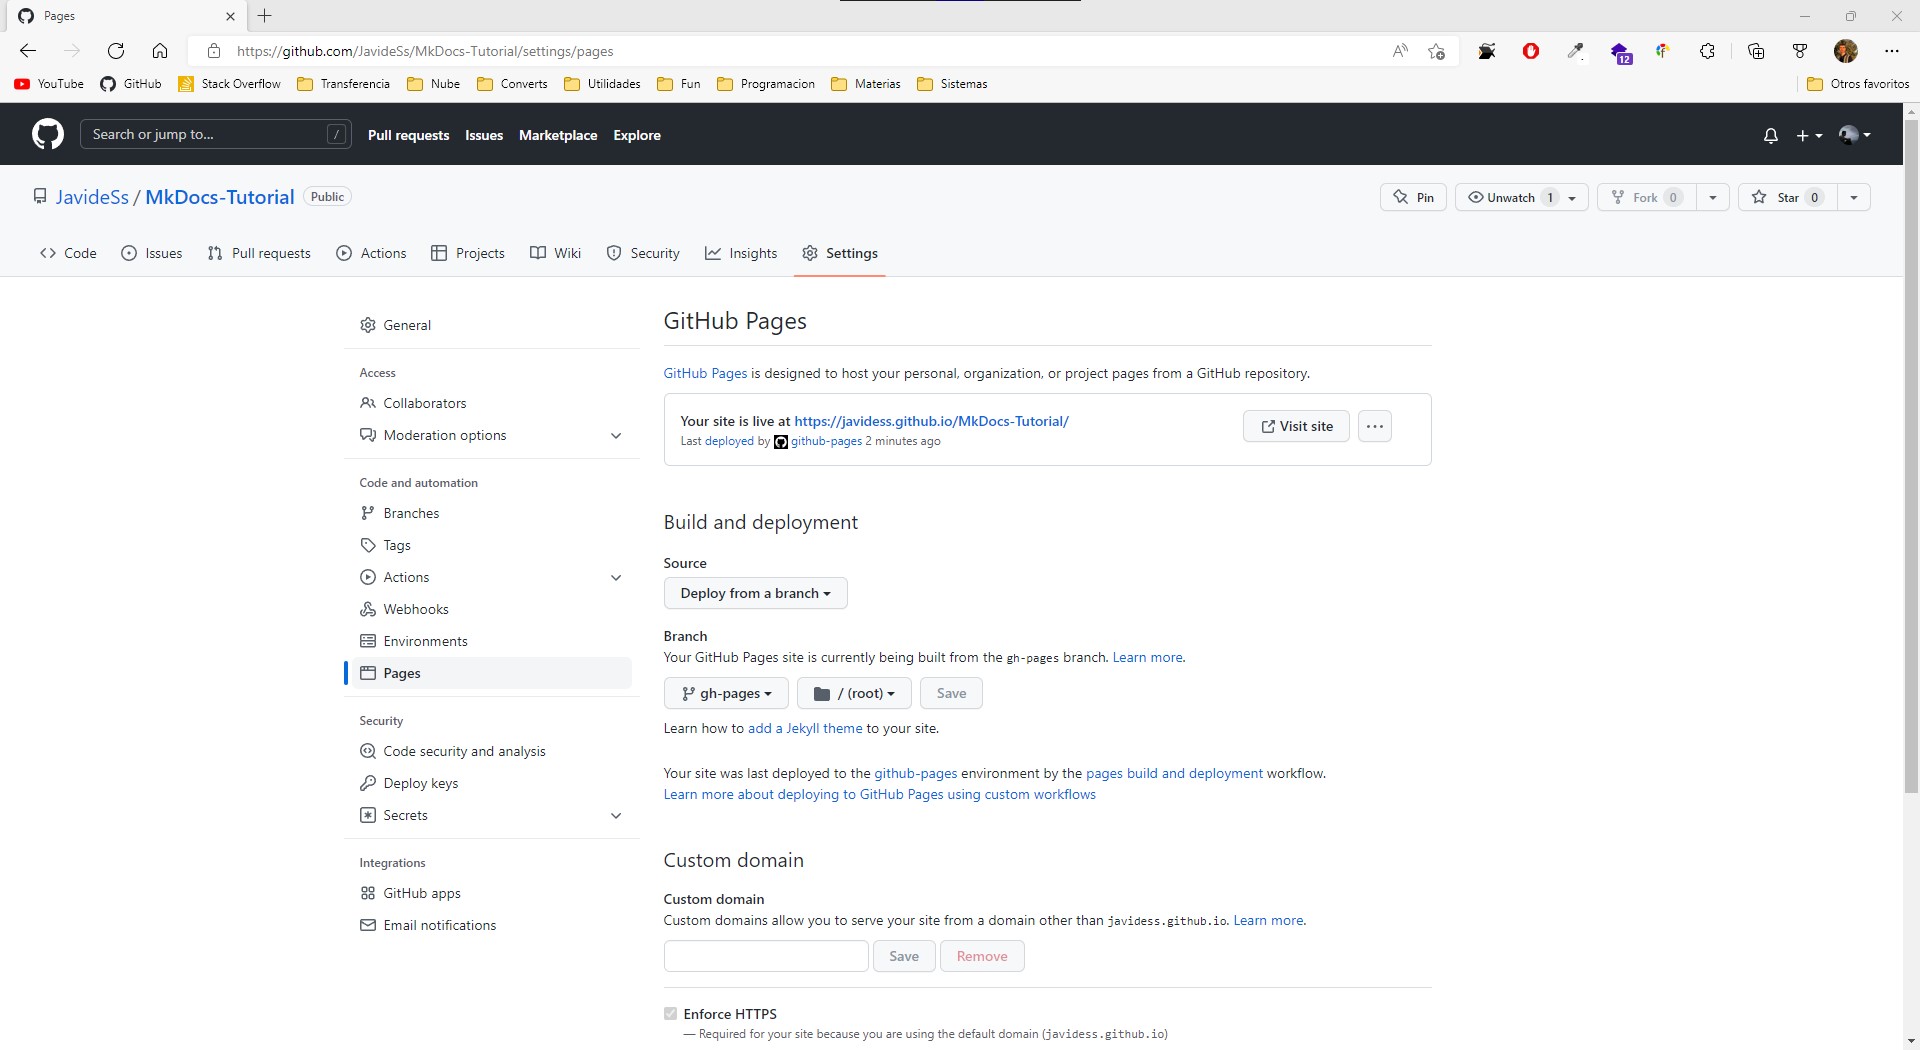 Pages
https://github.com/JavideSs/MkDocs-Tutorial/settings/pages
12
YouTube GitHub Stack Overflow Transferencia Nube Converts Utilidades Fun Programacion Materias Sistemas Otros favoritos
Search or jump to... / Pull requests Issues Marketplace Explore
JavideSs / MkDocs-Tutorial Public Pin Unwatch 1 Fork 0 Star 0
Code Issues Pull requests Actions Projects Wiki Security Insights Settings
General
Access
Collaborators
Moderation options
Code and automation
Branches
Tags
Actions
Webhooks
Environments
Pages
Security
Code security and analysis
Deploy keys
Secrets
Integrations
GitHub apps
Email notifications
GitHub Pages
GitHub Pages is designed to host your personal, organization, or project pages from a GitHub repository.
Your site is live at https://javidess.github.io/MkDocs-Tutorial/
Last deployed by github-pages 2 minutes ago
Visit site
Build and deployment
Source
Deploy from a branch
Branch
Your GitHub Pages site is currently being built from the gh-pages branch. Learn more.
gh-pages / (root) Save
Learn how to add a Jekyll theme to your site.
Your site was last deployed to the github-pages environment by the pages build and deployment workflow.
Learn more about deploying to GitHub Pages using custom workflows
Custom domain
Custom domain
Custom domains allow you to serve your site from a domain other than javidess.github.io. Learn more.
Save Remove
Enforce HTTPS
— Required for your site because you are using the default domain (javidess.github.io)